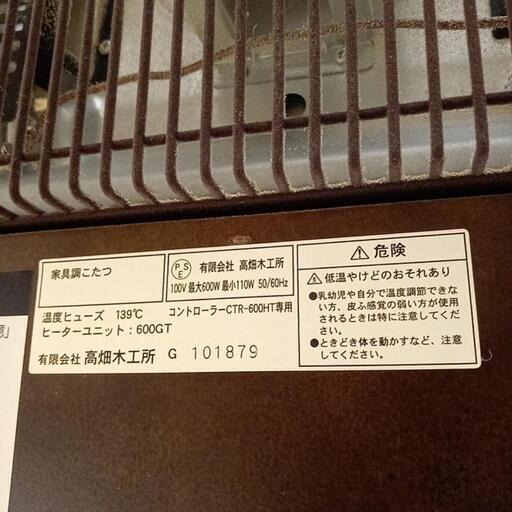 家具調こたつ
PSE
有限会社 高畑木工所
100V 最大600W 最小110W 50/60Hz
温度ヒューズ 139℃
コントローラーCTR-600HT専用
ヒーターユニット：600GT
有限会社 高畑木工所 G 101879
⚠危険
⚠低温やけどのおそれあり
●乳幼児や自分で温度調節できない方、皮ふ感覚の弱い方が使用されるときは特に注意してください。
●ときどき体を動かすなど、注意してください。
意」